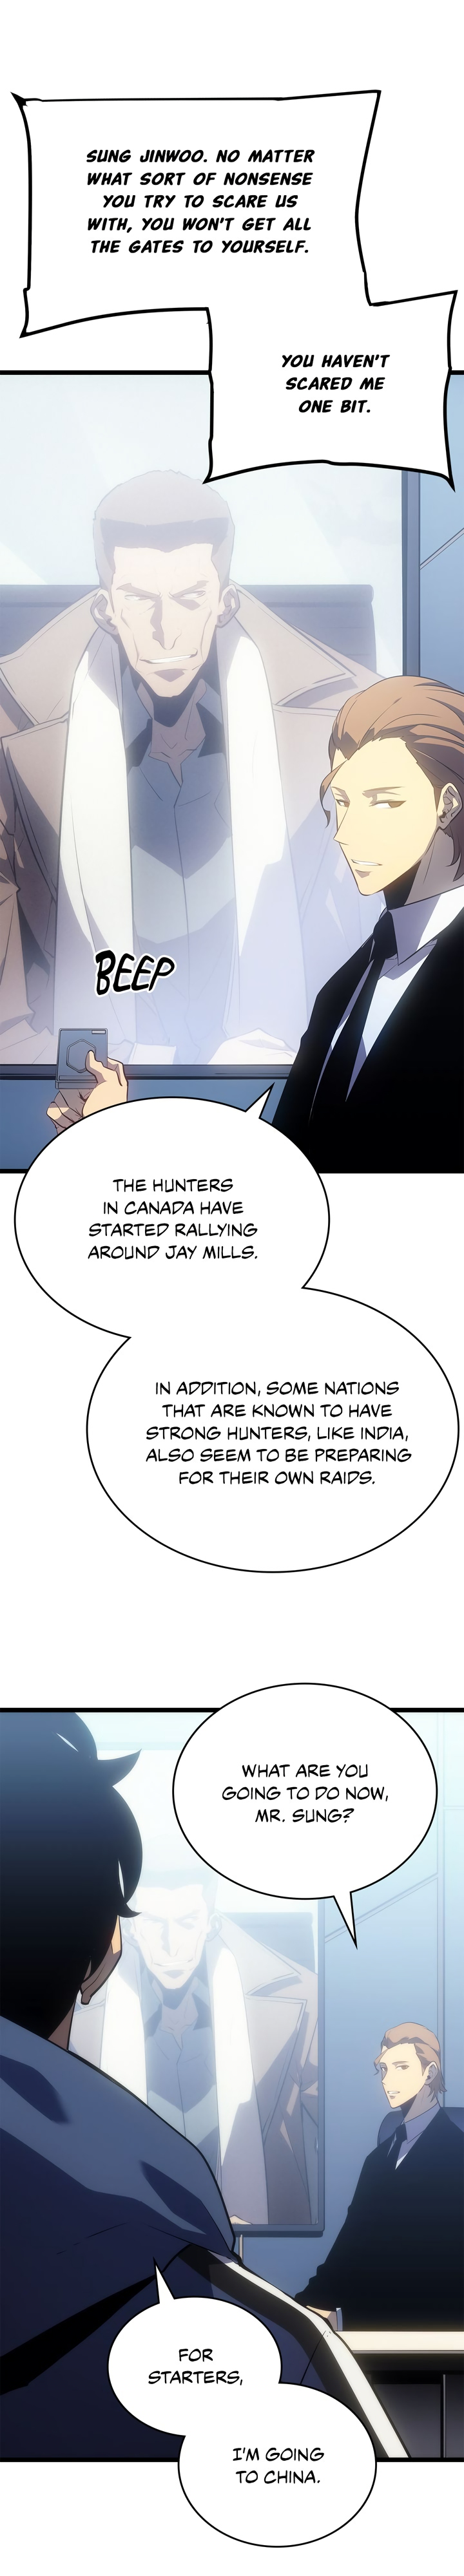 SUNG JINWOO. NO MATTER
WHAT SORT OF NONSENSE
YOU TRY TO SCARE US
WITH, YOU WON'T GET ALL
THE GATES TO YOURSELF.
YOU HAVEN'T
SCARED ME
ONE BIT.
BEEP
THE HUNTERS
IN CANADA HAVE
STARTED RALLYING
AROUND JAY MILLS.
IN ADDITION, SOME NATIONS
THAT ARE KNOWN TO HAVE
STRONG HUNTERS, LIKE INDIA,
ALSO SEEM TO BE PREPARING
FOR THEIR OWN RAIDS.
WHAT ARE YOU
GOING TO DO NOW,
MR. SUNG?
FOR
STARTERS,
I'M GOING
TO CHINA.